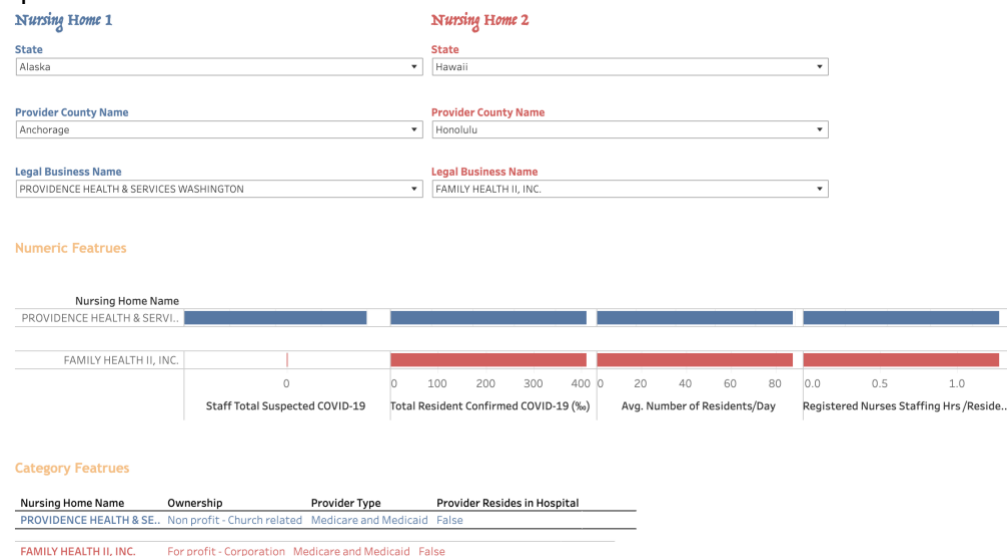 Nursing Home 1
Nursing Home 2
State
State
Alaska
Hawaii
Provider County Name
Provider County Name
Anchorage
Honolulu
Legal Business Name
Legal Business Name
PROVIDENCE HEALTH & SERVICES WASHINGTON
FAMILY HEALTH II, INC.
Numeric Featrues
Nursing Home Name
PROVIDENCE HEALTH & SERVI..
FAMILY HEALTH II, INC.
0
0 100 200 300 400
0 20 40 60 80
0.0 0.5 1.0
Staff Total Suspected COVID-19
Total Resident Confirmed COVID-19 (‰)
Avg. Number of Residents/Day
Registered Nurses Staffing Hrs /Reside..
Category Featrues
Nursing Home Name Ownership Provider Type Provider Resides in Hospital
PROVIDENCE HEALTH & SE.. Non profit - Church related Medicare and Medicaid False
FAMILY HEALTH II, INC. For profit - Corporation Medicare and Medicaid False